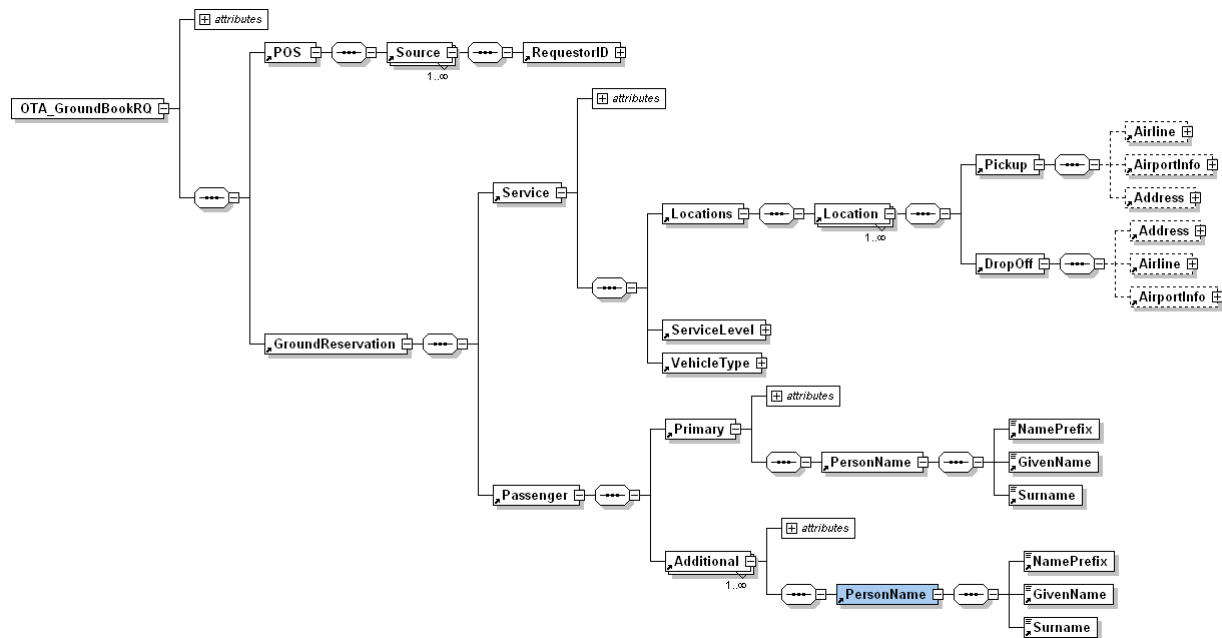 attributes
POS
Source
RequestorID
1..∞
attributes
OTA_GroundBookRQ
Airline
Pickup
AirportInfo
Service
Address
Locations
Location
1..∞
Address
DropOff
Airline
AirportInfo
ServiceLevel
GroundReservation
VehicleType
attributes
Primary
NamePrefix
PersonName
GivenName
Passenger
Surname
attributes
Additional
1..∞
NamePrefix
PersonName
GivenName
Surname